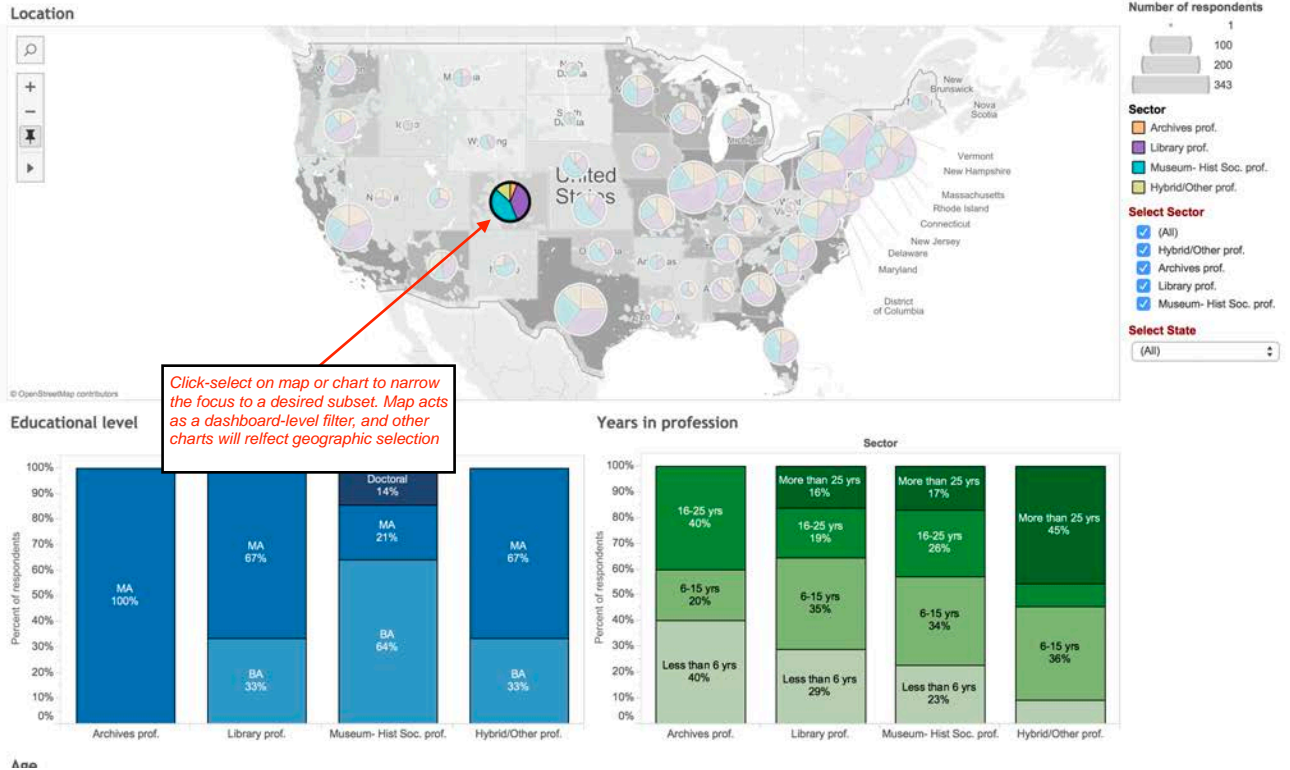 Location
Number of respondents
1
100
200
343
Sector
Archives prof.
Library prof.
Museum- Hist Soc. prof.
Hybrid/Other prof.
Select Sector
(All)
Hybrid/Other prof.
Archives prof.
Library prof.
Museum- Hist Soc. prof.
Select State
(All)
New
Brunswick
Nova
Scotia
Vermont
New Hampshire
Massachusetts
Rhode Island
Connecticut
New Jersey
Delaware
Maryland
District
of Columbia
United
States
© OpenStreetMap contributors
Click-select on map or chart to narrow
the focus to a desired subset. Map acts
as a dashboard-level filter, and other
charts will relfect geographic selection
Educational level
Percent of respondents
100%
90%
80%
70%
60%
50%
40%
30%
20%
10%
0%
MA
100%
MA
67%
BA
33%
Doctoral
14%
MA
21%
BA
64%
MA
67%
BA
33%
Archives prof.
Library prof.
Museum- Hist Soc. prof.
Hybrid/Other prof.
Years in profession
Sector
Percent of respondents
100%
90%
80%
70%
60%
50%
40%
30%
20%
10%
0%
16-25 yrs
40%
6-15 yrs
20%
Less than 6 yrs
40%
More than 25 yrs
16%
16-25 yrs
19%
6-15 yrs
35%
Less than 6 yrs
29%
More than 25 yrs
17%
16-25 yrs
26%
6-15 yrs
34%
Less than 6 yrs
23%
More than 25 yrs
45%
6-15 yrs
36%
Archives prof.
Library prof.
Museum- Hist Soc. prof.
Hybrid/Other prof.
Age